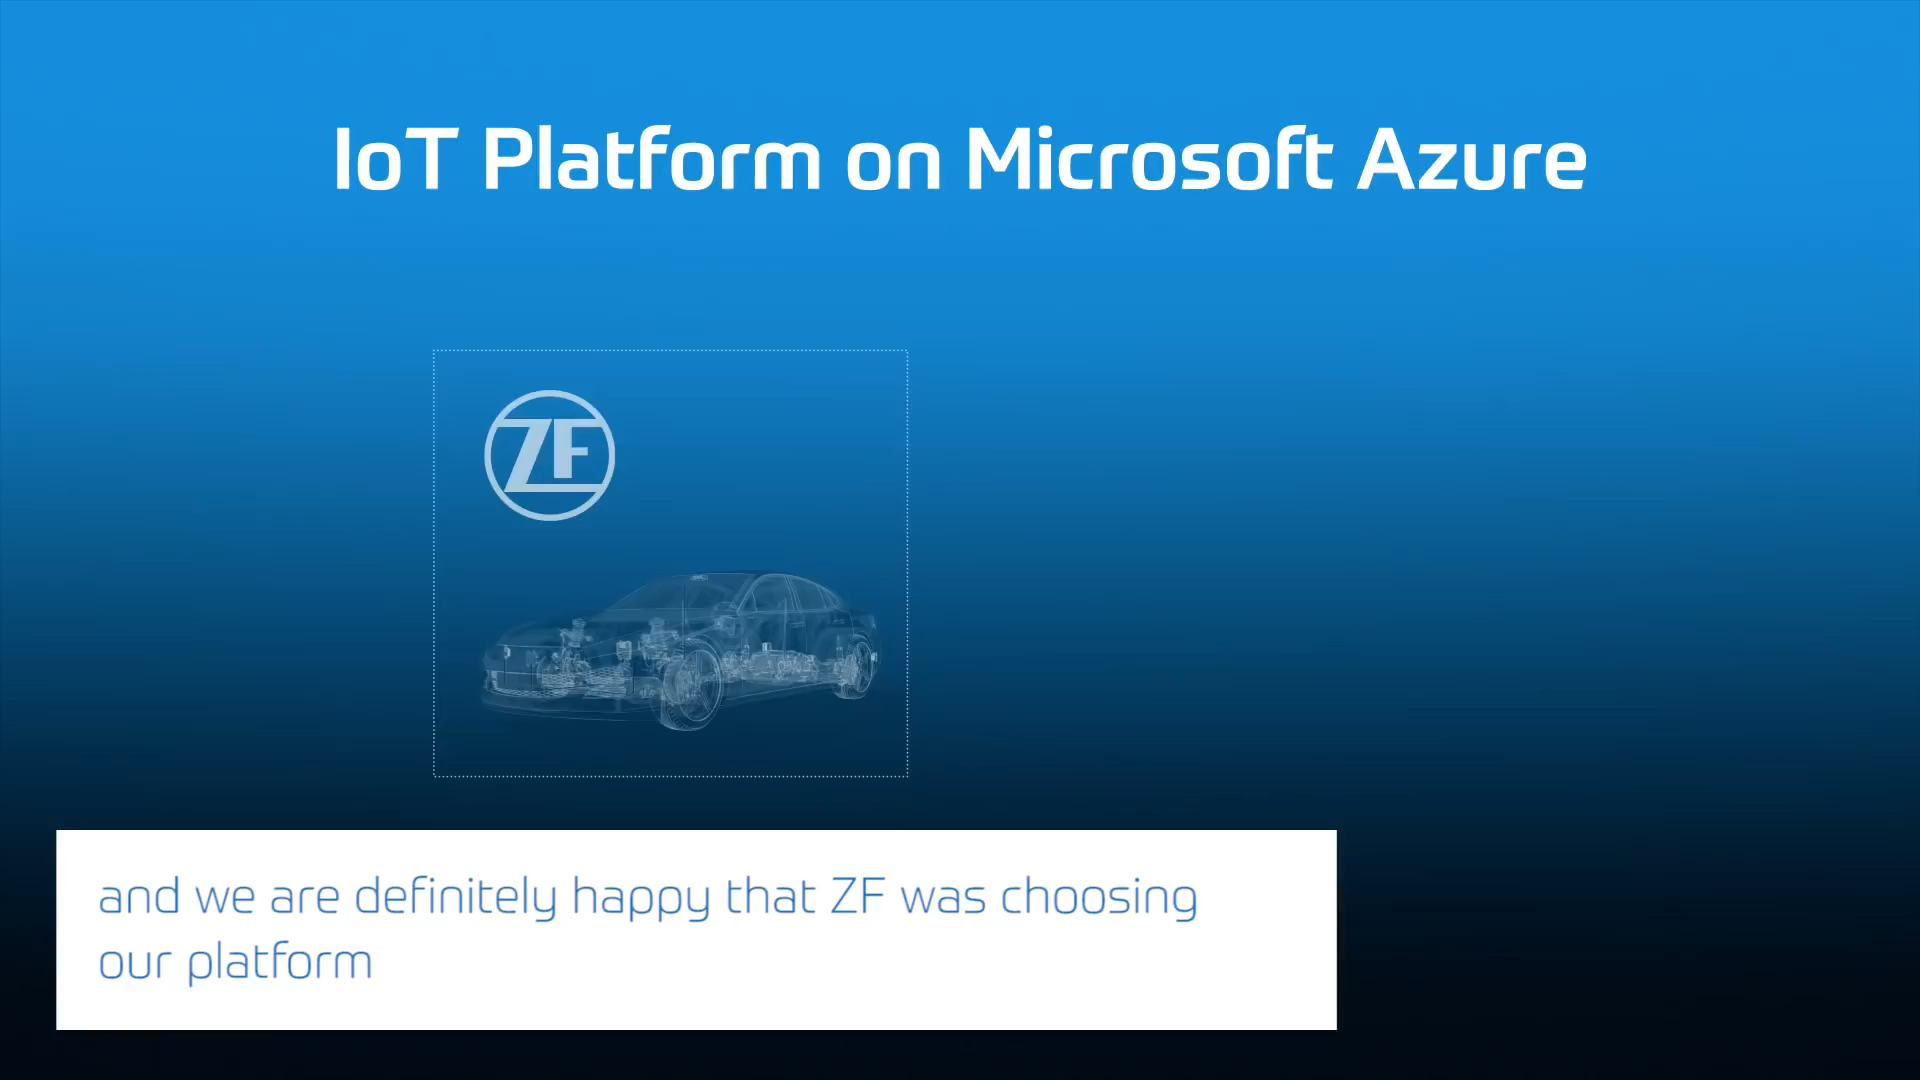 IoT Platform on Microsoft Azure
ZF
and we are definitely happy that ZF was choosing
our platform